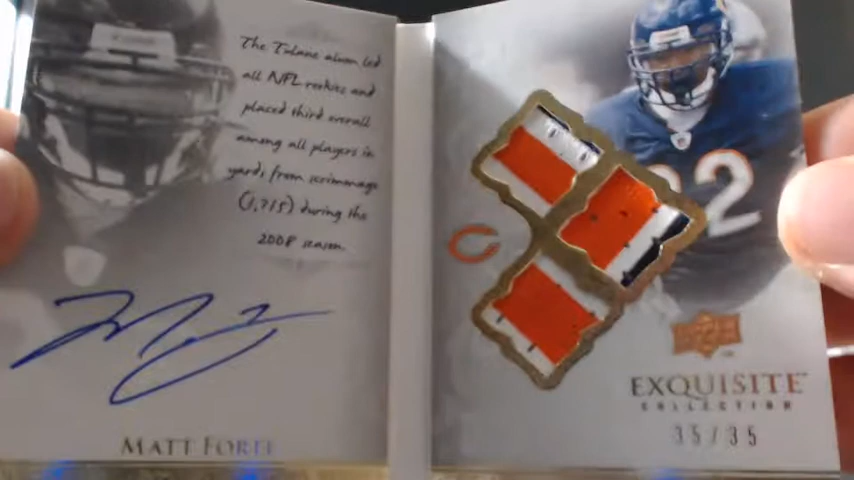 The Tulane alum led
all NFL rookies and
placed third overall
among all players in
yards from scrimmage
(1,715) during the
2008 season.
MATT FORTE
22
EXQUISITE
COLLECTION
35/35